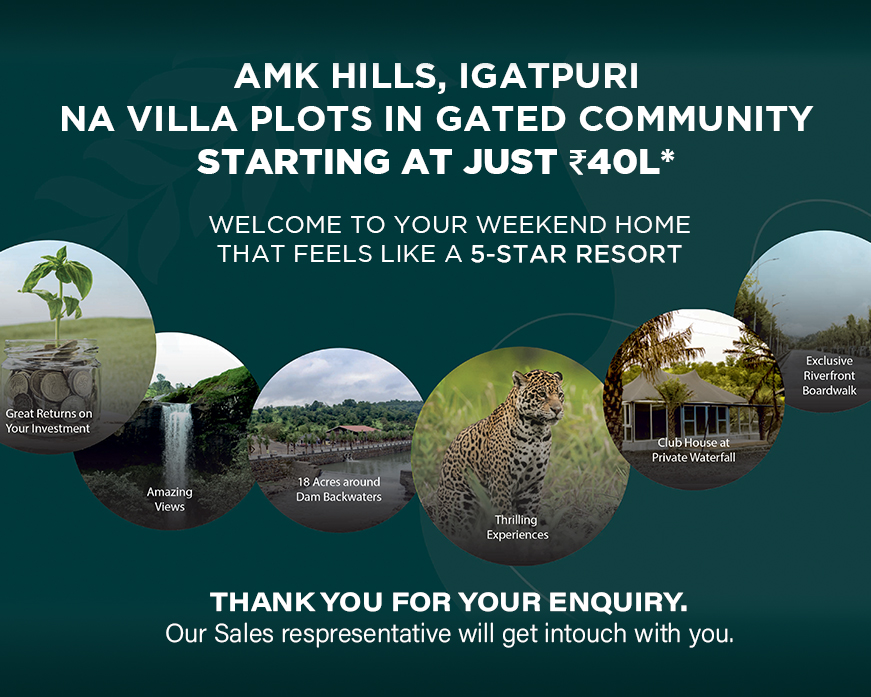 AMK HILLS, IGATPURI
NA VILLA PLOTS IN GATED COMMUNITY
STARTING AT JUST ₹40L*
WELCOME TO YOUR WEEKEND HOME
THAT FEELS LIKE A 5-STAR RESORT
Great Returns on
Your Investment
Amazing
Views
18 Acres around
Dam Backwaters
Thrilling
Experiences
Club House at
Private Waterfall
Exclusive
Riverfront
Boardwalk
THANK YOU FOR YOUR ENQUIRY.
Our Sales respresentative will get intouch with you.